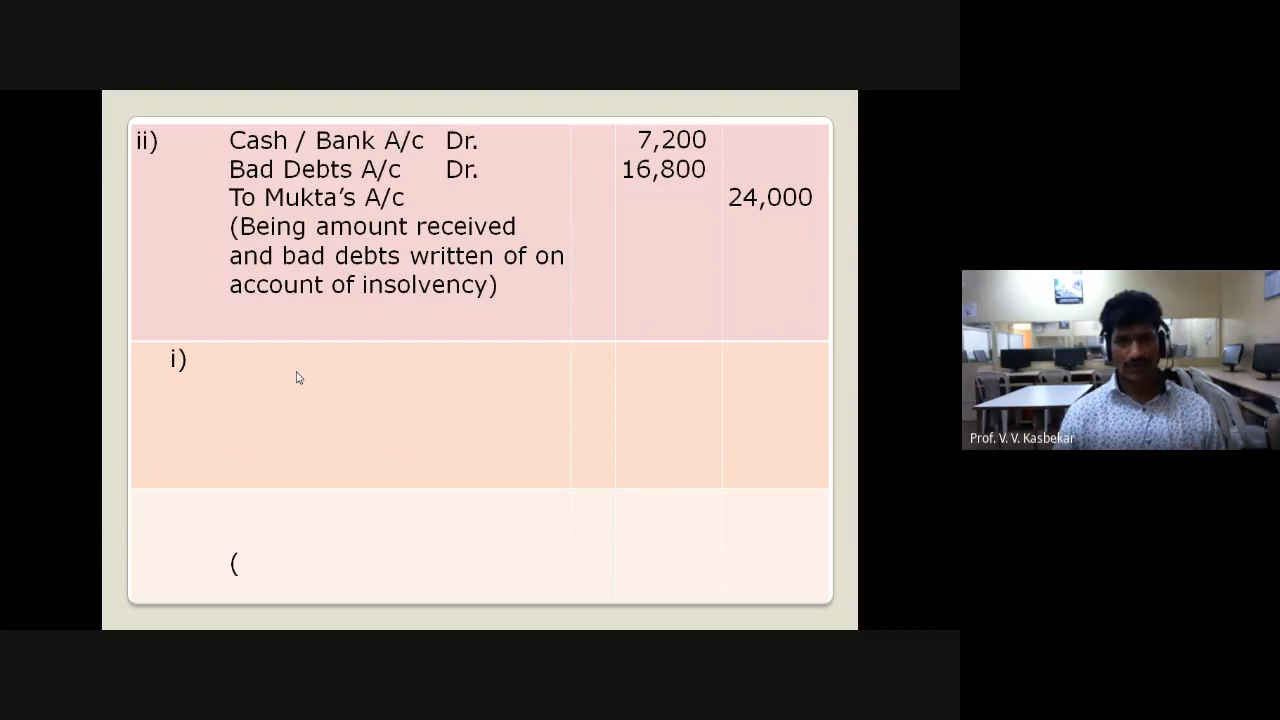 ii) Cash / Bank A/c Dr. 7,200
Bad Debts A/c Dr. 16,800
To Mukta’s A/c 24,000
(Being amount received
and bad debts written of on
account of insolvency)
i)
(
Prof. V. V. Kasbekar